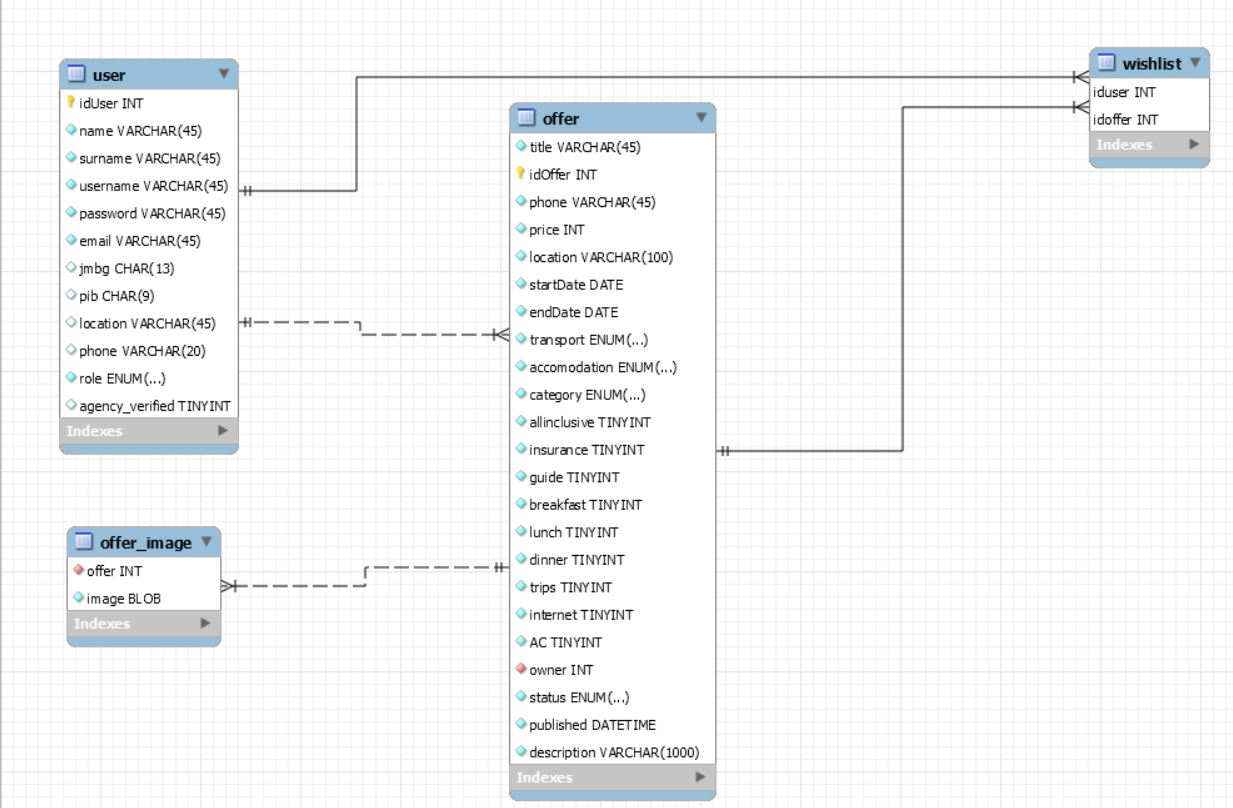 user
idUser INT
name VARCHAR(45)
surname VARCHAR(45)
username VARCHAR(45)
password VARCHAR(45)
email VARCHAR(45)
jmbg CHAR(13)
pib CHAR(9)
location VARCHAR(45)
phone VARCHAR(20)
role ENUM(...)
agency_verified TINYINT
Indexes
offer_image
offer INT
image BLOB
Indexes
offer
title VARCHAR(45)
idOffer INT
phone VARCHAR(45)
price INT
location VARCHAR(100)
startDate DATE
endDate DATE
transport ENUM(...)
accomodation ENUM(...)
category ENUM(...)
allinclusive TINYINT
insurance TINYINT
guide TINYINT
breakfast TINYINT
lunch TINYINT
dinner TINYINT
trips TINYINT
internet TINYINT
AC TINYINT
owner INT
status ENUM(...)
published DATETIME
description VARCHAR(1000)
Indexes
wishlist
iduser INT
idoffer INT
Indexes